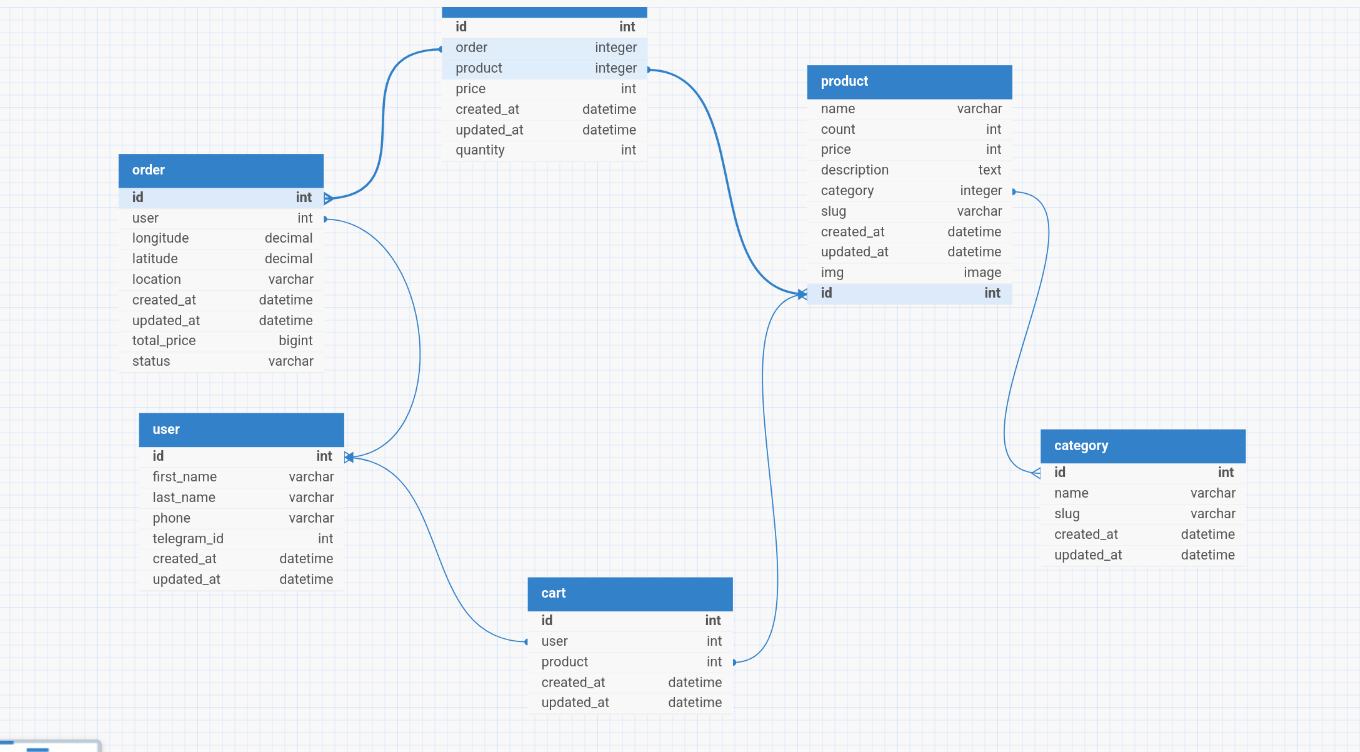 id int
order integer
product integer
price int
created_at datetime
updated_at datetime
quantity int
product
name varchar
count int
price int
description text
category integer
slug varchar
created_at datetime
updated_at datetime
img image
id int
order
id int
user int
longitude decimal
latitude decimal
location varchar
created_at datetime
updated_at datetime
total_price bigint
status varchar
user
id int
first_name varchar
last_name varchar
phone varchar
telegram_id int
created_at datetime
updated_at datetime
category
id int
name varchar
slug varchar
created_at datetime
updated_at datetime
cart
id int
user int
product int
created_at datetime
updated_at datetime